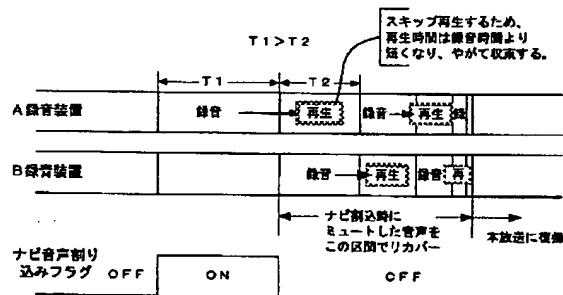 スキップ再生するため、
再生時間は録音時間より
短くなり、やがて収束する。
T1>T2
T1
T2
A録音装置
録音
再生
録音
再生
録
B録音装置
録音
再生
録音
再
ナビ割込時に
ミュートした音声を
この区間でリカバー
本放送に復帰
ナビ音声割り
込みフラグ
OFF
ON
OFF